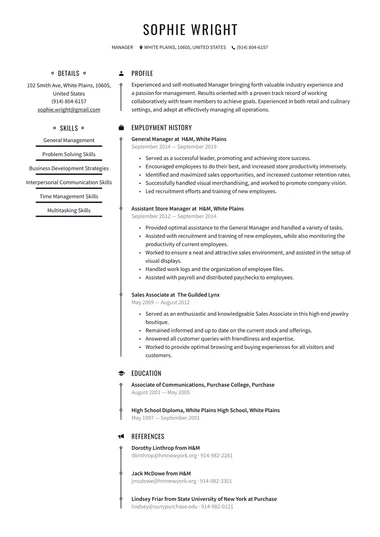 SOPHIE WRIGHT
MANAGER WHITE PLAINS, 10605, UNITED STATES (914) 804-6157
DETAILS
102 Smith Ave, White Plains, 10605,
United States
(914) 804-6157
sophie.wright@gmail.com
SKILLS
General Management
Problem Solving Skills
Business Development Strategies
Interpersonal Communication Skills
Time Management Skills
Multitasking Skills
PROFILE
Experienced and self-motivated Manager bringing forth valuable industry experience and
a passion for management. Results oriented with a proven track record of working
collaboratively with team members to achieve goals. Experienced in both retail and culinary
settings, and adept at effectively managing all operations.
EMPLOYMENT HISTORY
General Manager at H&M, White Plains
September 2014 — September 2019
• Served as a successful leader, promoting and achieving store success.
• Encouraged employees to do their best, and increased store productivity immensely.
• Identified and maximized sales opportunities, and increased customer retention rates.
• Successfully handled visual merchandising, and worked to promote company vision.
• Led recruitment efforts and training of new employees.
Assistant Store Manager at H&M, White Plains
September 2012 — September 2014
• Provided optimal assistance to the General Manager and handled a variety of tasks.
• Assisted with recruitment and training of new employees, while also monitoring the
productivity of current employees.
• Worked to ensure a neat and attractive sales environment, and assisted in the setup of
visual displays.
• Handled work logs and the organization of employee files.
• Assisted with payroll and distributed paychecks to employees.
Sales Associate at The Guilded Lynx
May 2009 — August 2012
• Served as an enthusiastic and knowledgeable Sales Associate in this high end jewelry
boutique.
• Remained informed and up to date on the current stock and offerings.
• Answered all customer queries with friendliness and expertise.
• Worked to provide optimal browsing and buying experiences for all visitors and
customers.
EDUCATION
Associate of Communications, Purchase College, Purchase
August 2001 — May 2005
High School Diploma, White Plains High School, White Plains
May 1997 — September 2001
REFERENCES
Dorothy Linthrop from H&M
dlinthrop@hmnewyork.org · 914-982-2281
Jack McDowe from H&M
jmcdowe@hmnewyork.org · 914-982-3301
Lindsey Friar from State University of New York at Purchase
lindsey@sunypurchase.edu · 914-982-0121